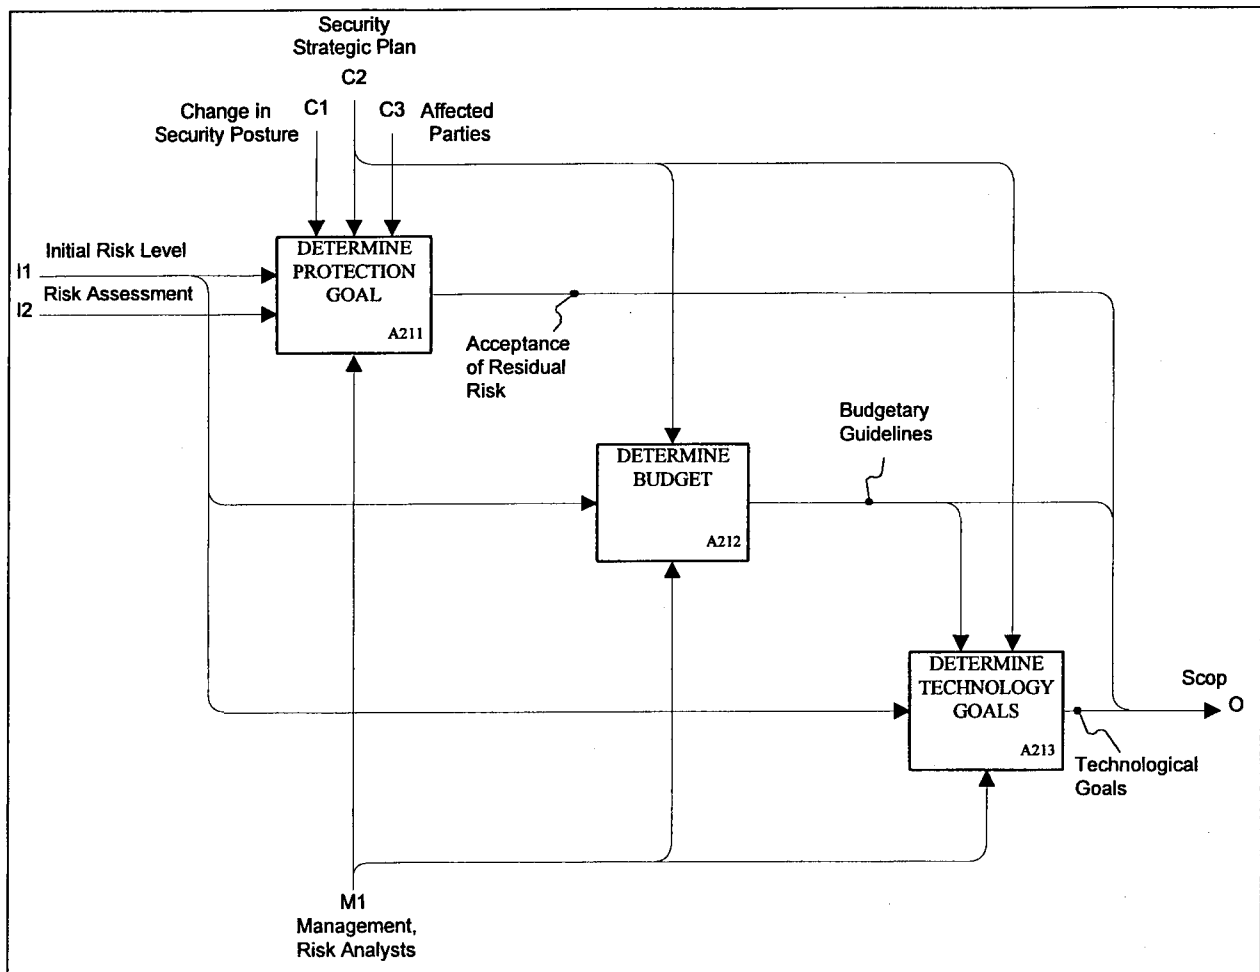 Security
Strategic Plan
C2
Change in
Security Posture
C1
C3
Affected
Parties
I1
Initial Risk Level
I2
Risk Assessment
DETERMINE
PROTECTION
GOAL
A211
Acceptance
of Residual
Risk
Budgetary
Guidelines
DETERMINE
BUDGET
A212
DETERMINE
TECHNOLOGY
GOALS
A213
Scop
O
Technological
Goals
M1
Management,
Risk Analysts